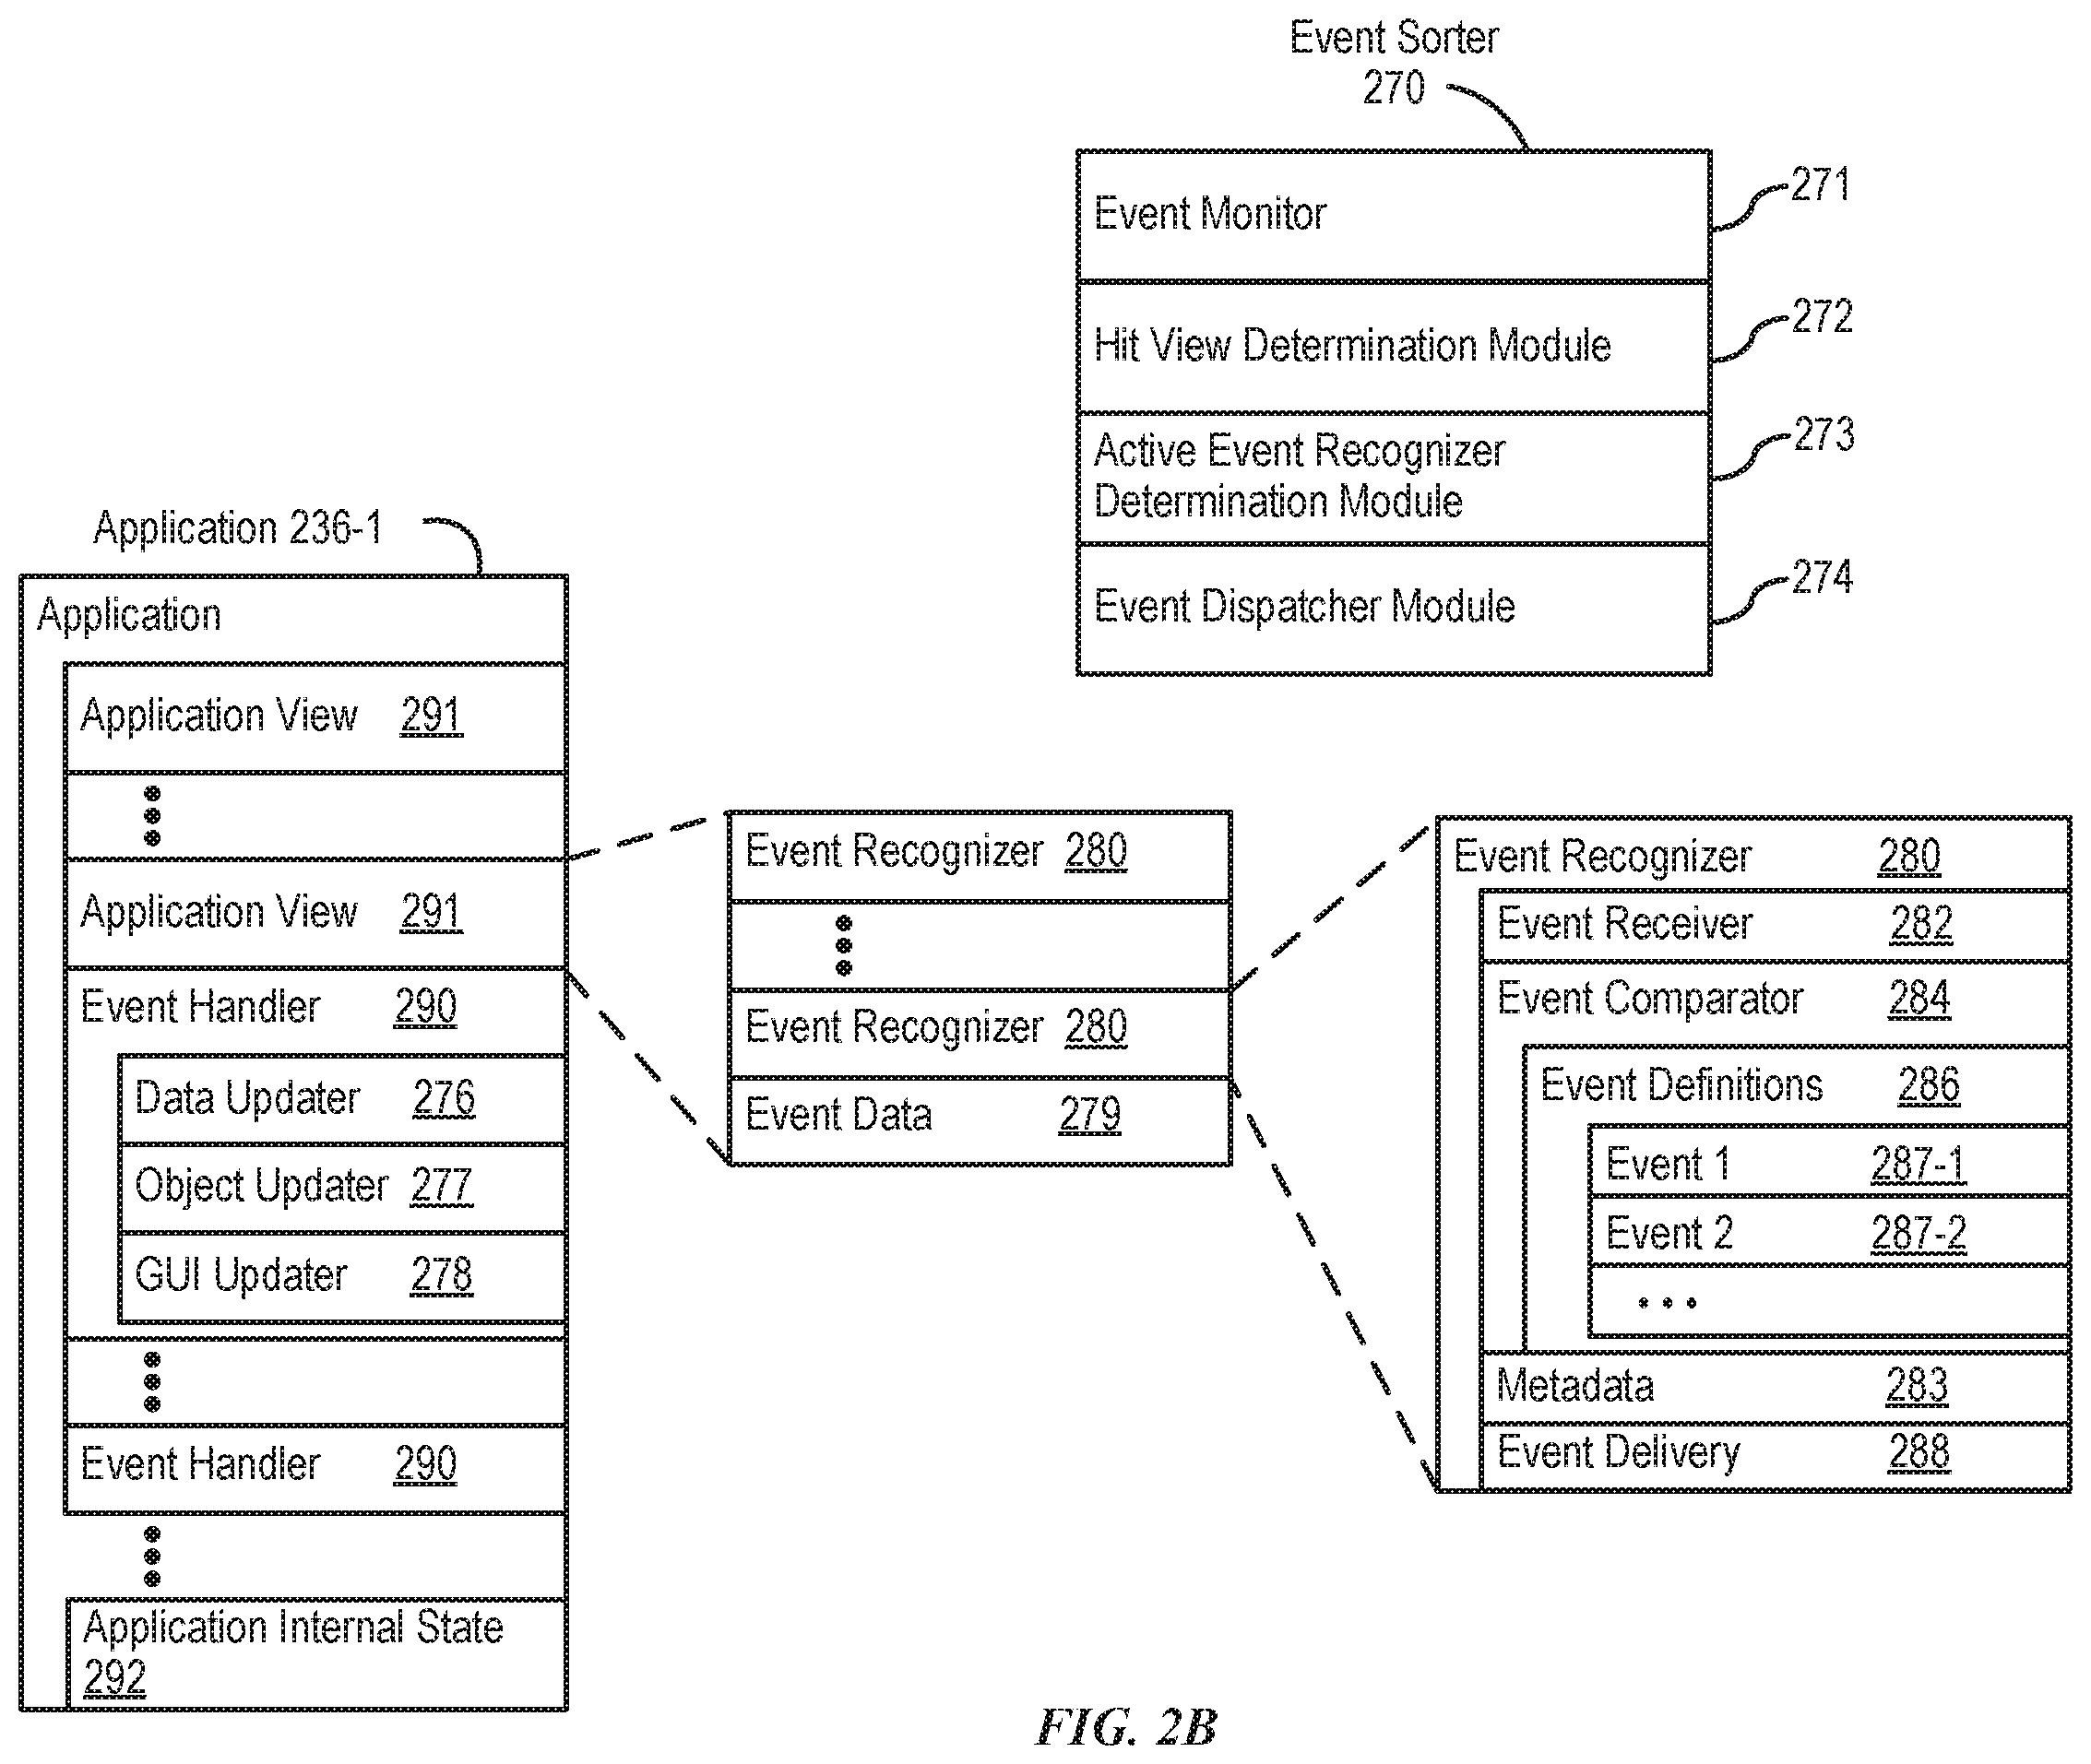 Event Sorter
270
Event Monitor
271
Hit View Determination Module
272
Active Event Recognizer
Determination Module
273
Event Dispatcher Module
274
Application 236-1
Application
Application View 291
Application View 291
Event Handler 290
Data Updater 276
Object Updater 277
GUI Updater 278
Event Handler 290
Application Internal State
292
Event Recognizer 280
Event Recognizer 280
Event Data 279
Event Recognizer 280
Event Receiver 282
Event Comparator 284
Event Definitions 286
Event 1 287-1
Event 2 287-2
• • •
Metadata 283
Event Delivery 288
FIG. 2B